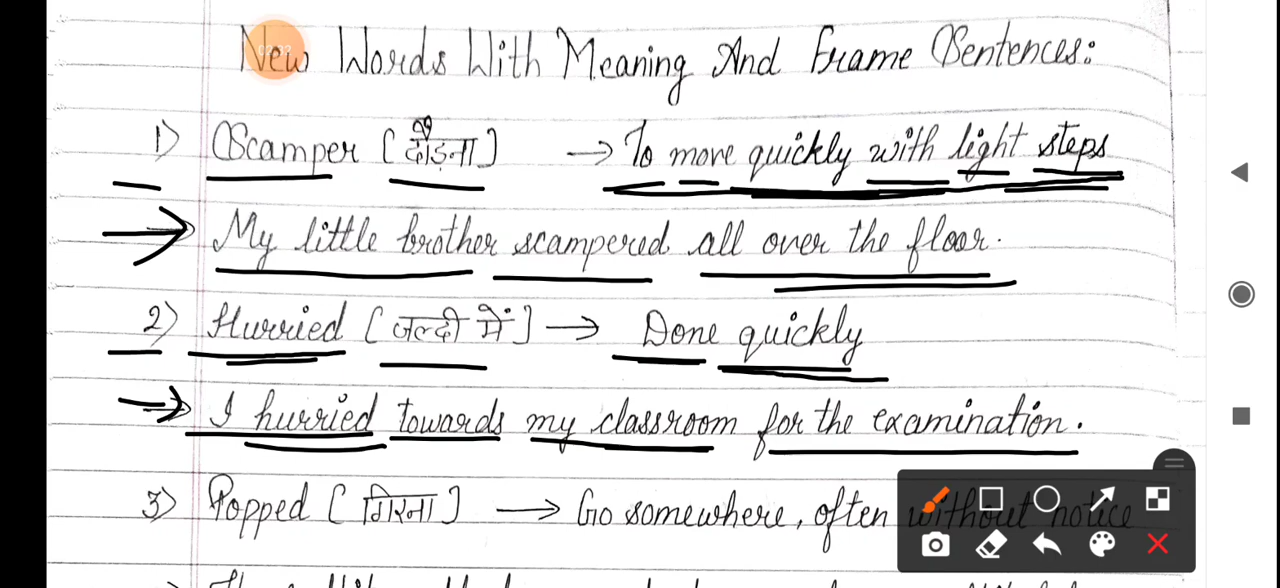 New Words With Meaning And Frame Sentences:
1) Scamper [दौड़ना] → To move quickly with light steps
→ My little brother scampered all over the floor.
2) Hurried [जल्दी में] → Done quickly
→ I hurried towards my classroom for the examination.
3) Popped [गिरना] → Go somewhere, often without notice